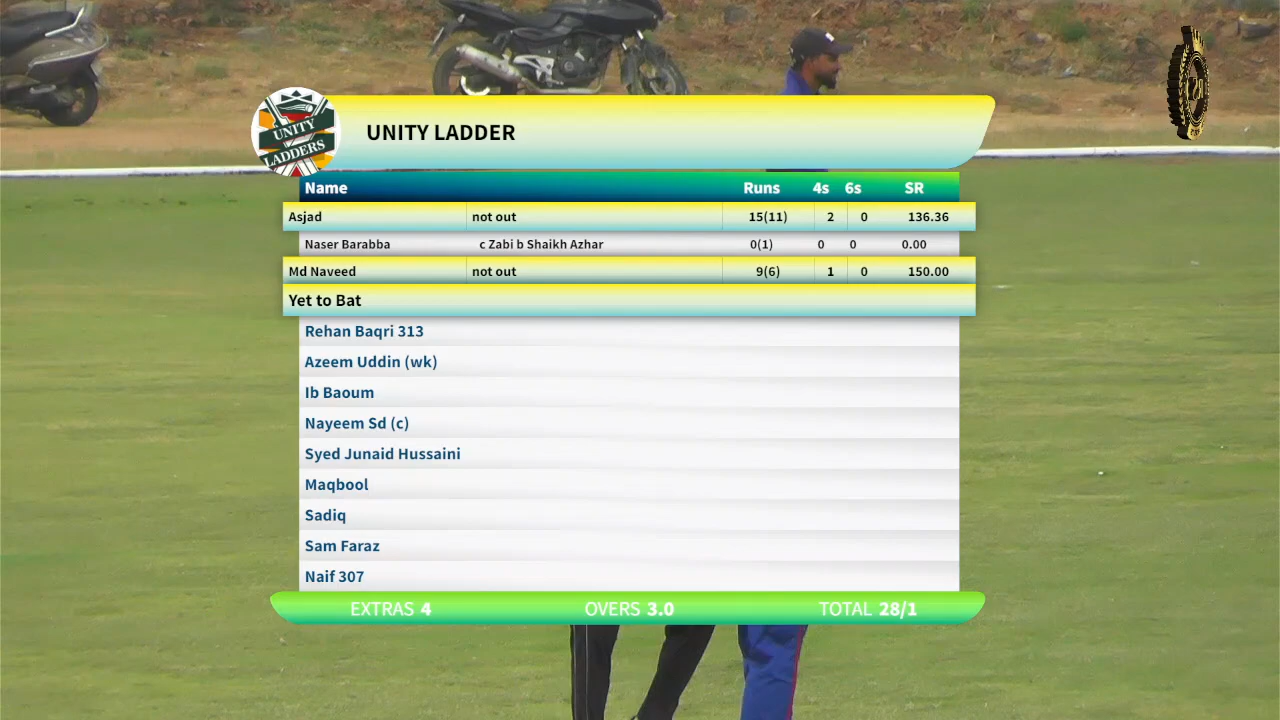 UNITY LADDERS
UNITY LADDER
Name Runs 4s 6s SR
Asjad not out 15(11) 2 0 136.36
Naser Barabba c Zabi b Shaikh Azhar 0(1) 0 0 0.00
Md Naveed not out 9(6) 1 0 150.00
Yet to Bat
Rehan Baqri 313
Azeem Uddin (wk)
Ib Baoum
Nayeem Sd (c)
Syed Junaid Hussaini
Maqbool
Sadiq
Sam Faraz
Naif 307
EXTRAS 4 OVERS 3.0 TOTAL 28/1